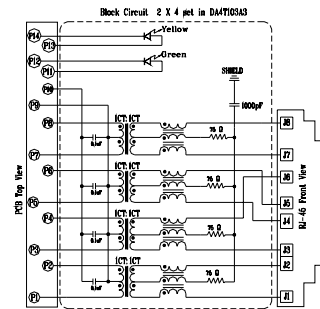 Block Circuit 2 X 4 pet in DA4T103A3
P14
Yellow
P13
P12
Green
P11
SHIELD
P10
P9
1000pF
1CT: 1CT
P8
75 Ω
J8
0.1uF
P7
J7
1CT: 1CT
P6
J6
75 Ω
0.1uF
P5
J5
1CT: 1CT
P4
J4
75 Ω
0.1uF
P3
J3
1CT: 1CT
P2
J2
75 Ω
0.1uF
P1
J1
PCB Top View
RJ-45 Front View